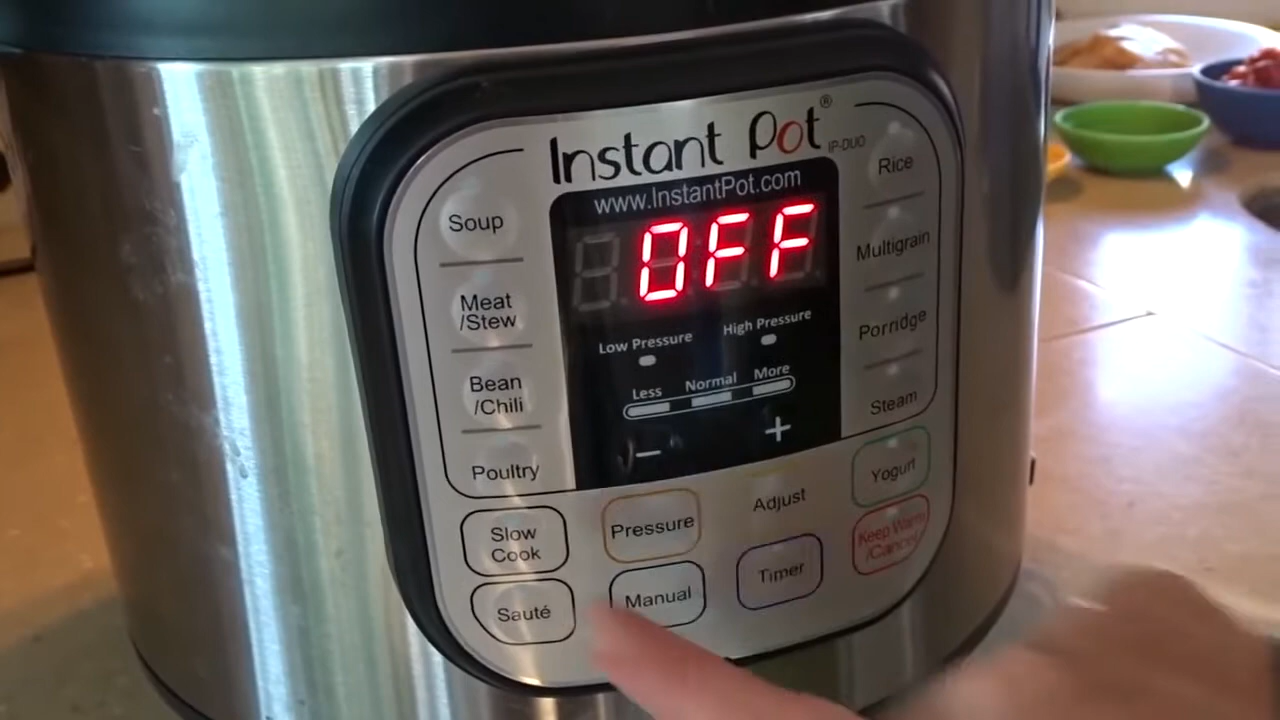 Instant Pot®
IP-DUO
www.InstantPot.com
OFF
Low Pressure
High Pressure
Less
Normal
More
−
+
Soup
Meat
/Stew
Bean
/Chili
Poultry
Rice
Multigrain
Porridge
Steam
Slow
Cook
Pressure
Adjust
Yogurt
Sauté
Manual
Timer
Keep Warm
/Cancel